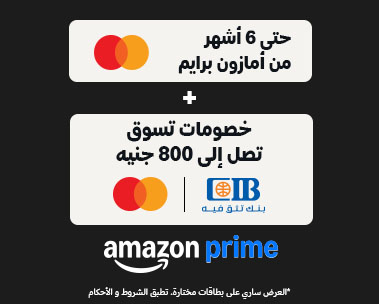 حتى 6 أشهر
من أمازون برايم
+
خصومات تسوق
تصل إلى 800 جنيه
CIB
بنك تثق فيه
amazon prime
*العرض ساري على بطاقات مختارة. تطبق الشروط و الأحكام